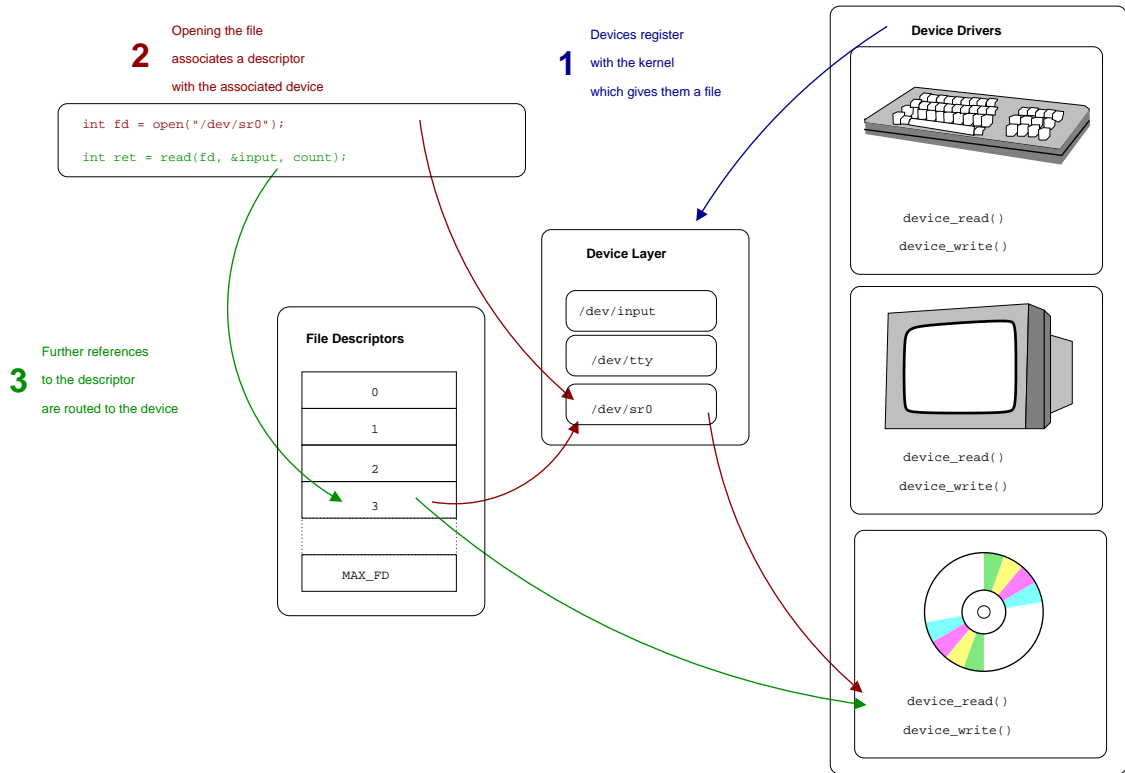 2
Opening the file
associates a descriptor
with the associated device
1
Devices register
with the kernel
which gives them a file
int fd = open("/dev/sr0");
int ret = read(fd, &input, count);
3
Further references
to the descriptor
are routed to the device
File Descriptors
0
1
2
3
MAX_FD
Device Layer
/dev/input
/dev/tty
/dev/sr0
Device Drivers
device_read()
device_write()
device_read()
device_write()
device_read()
device_write()